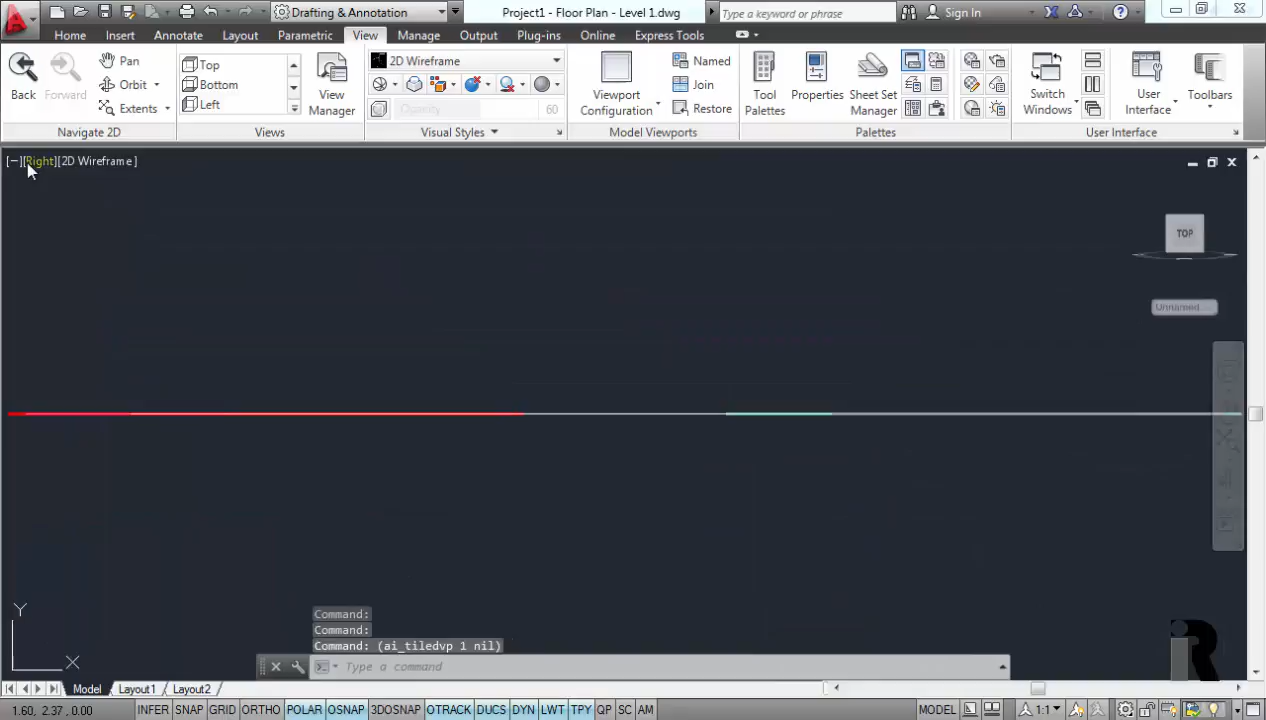 Drafting & Annotation
Project1 - Floor Plan - Level 1.dwg
Type a keyword or phrase
Sign In
Home Insert Annotate Layout Parametric View Manage Output Plug-ins Online Express Tools
Back
Forward
Pan
Orbit
Extents
Navigate 2D
Top
Bottom
Left
View
Manager
Views
2D Wireframe
Opacity 60
Visual Styles
Viewport
Configuration
Named
Join
Restore
Model Viewports
Tool
Palettes
Properties
Sheet Set
Manager
Palettes
Switch
Windows
User
Interface
Toolbars
User Interface
[−][Right][2D Wireframe]
TOP
Unnamed
Y
X
Command:
Command:
Command: (ai_tiledvp 1 nil)
Type a command
iR
Model Layout1 Layout2
1.60, 2.37, 0.00 INFER SNAP GRID ORTHO POLAR OSNAP 3DOSNAP OTRACK DUCS DYN LWT TPY QP SC AM MODEL 1:1